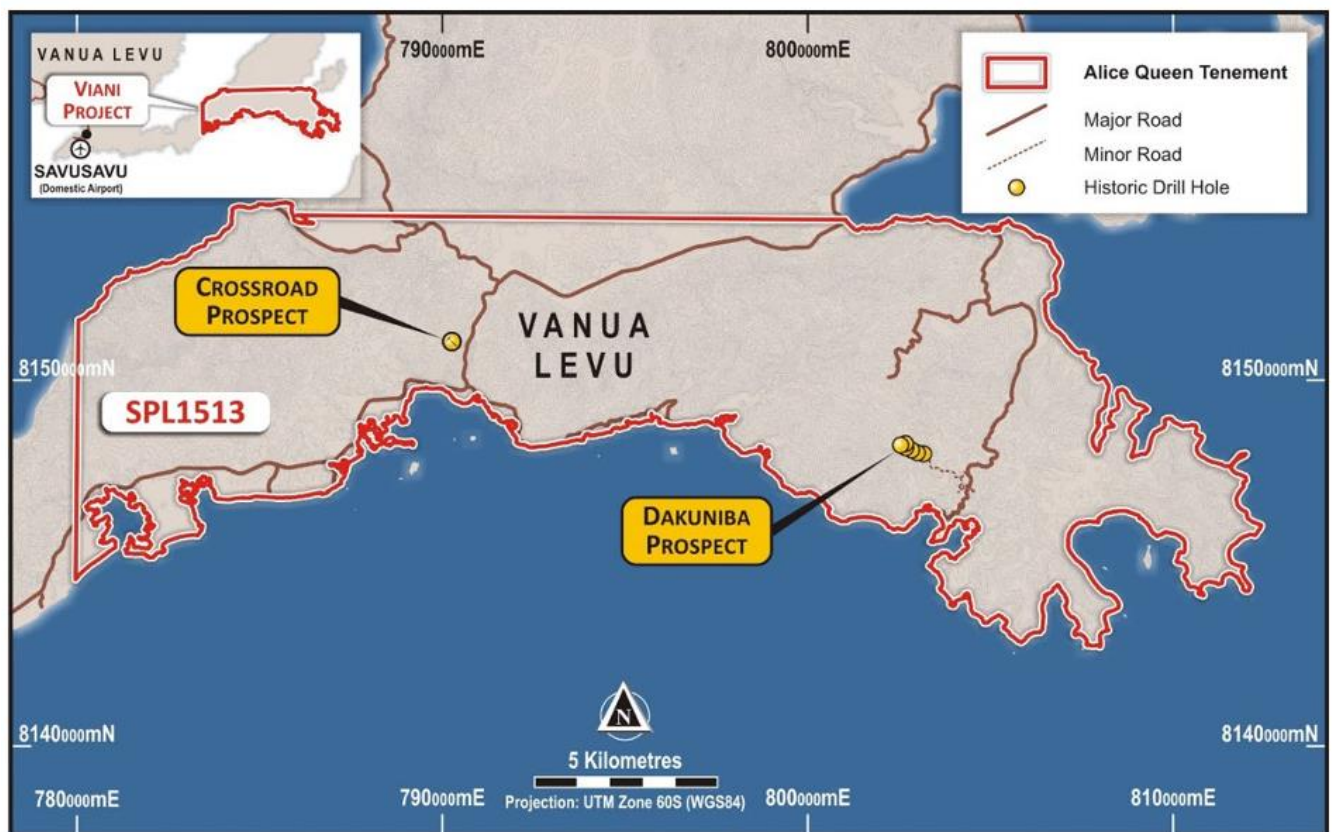 VANUA LEVU
VIANI
PROJECT
SAVUSAVU
(Domestic Airport)
790000mE
800000mE
Alice Queen Tenement
Major Road
Minor Road
Historic Drill Hole
CROSSROAD
PROSPECT
VANUA
LEVU
8150000mN
8150000mN
SPL1513
DAKUNIBA
PROSPECT
N
8140000mN
8140000mN
5 Kilometres
Projection: UTM Zone 60S (WGS84)
780000mE
790000mE
800000mE
810000mE